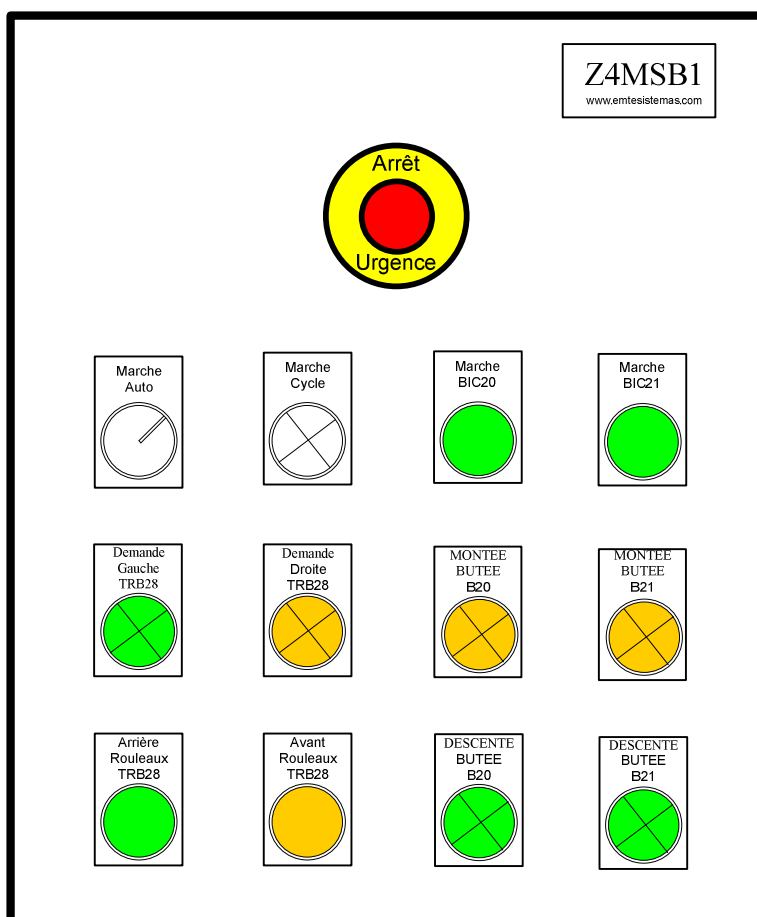 Z4MSB1
www.emtesistemas.com
Arrêt
Urgence
Marche
Auto
Marche
Cycle
Marche
BIC20
Marche
BIC21
Demande
Gauche
TRB28
Demande
Droite
TRB28
MONTEE
BUTEE
B20
MONTEE
BUTEE
B21
Arrière
Rouleaux
TRB28
Avant
Rouleaux
TRB28
DESCENTE
BUTEE
B20
DESCENTE
BUTEE
B21